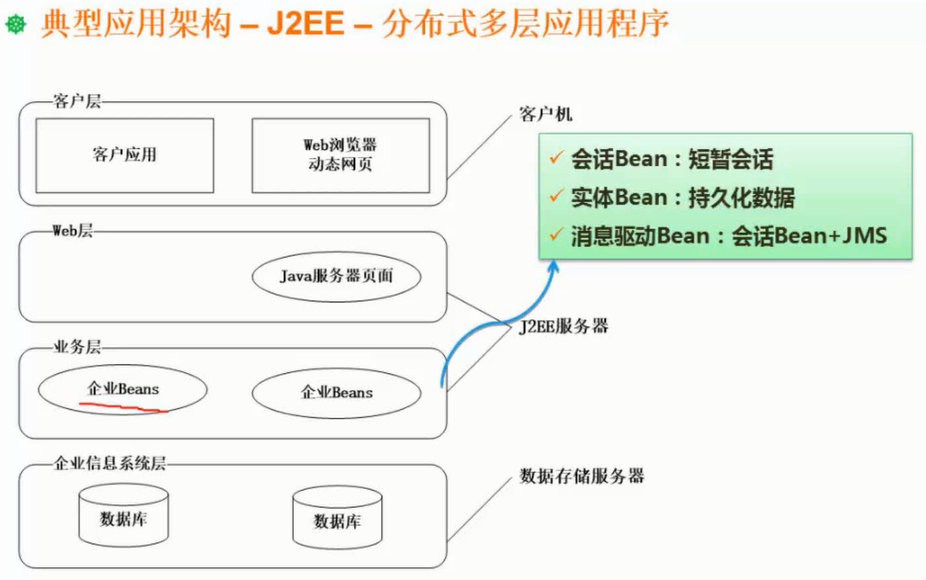 典型应用架构 – J2EE – 分布式多层应用程序
客户层
客户应用
Web浏览器
动态网页
客户机
会话Bean：短暂会话
实体Bean：持久化数据
消息驱动Bean：会话Bean+JMS
Web层
Java服务器页面
J2EE服务器
业务层
企业Beans
企业Beans
企业信息系统层
数据库
数据库
数据存储服务器